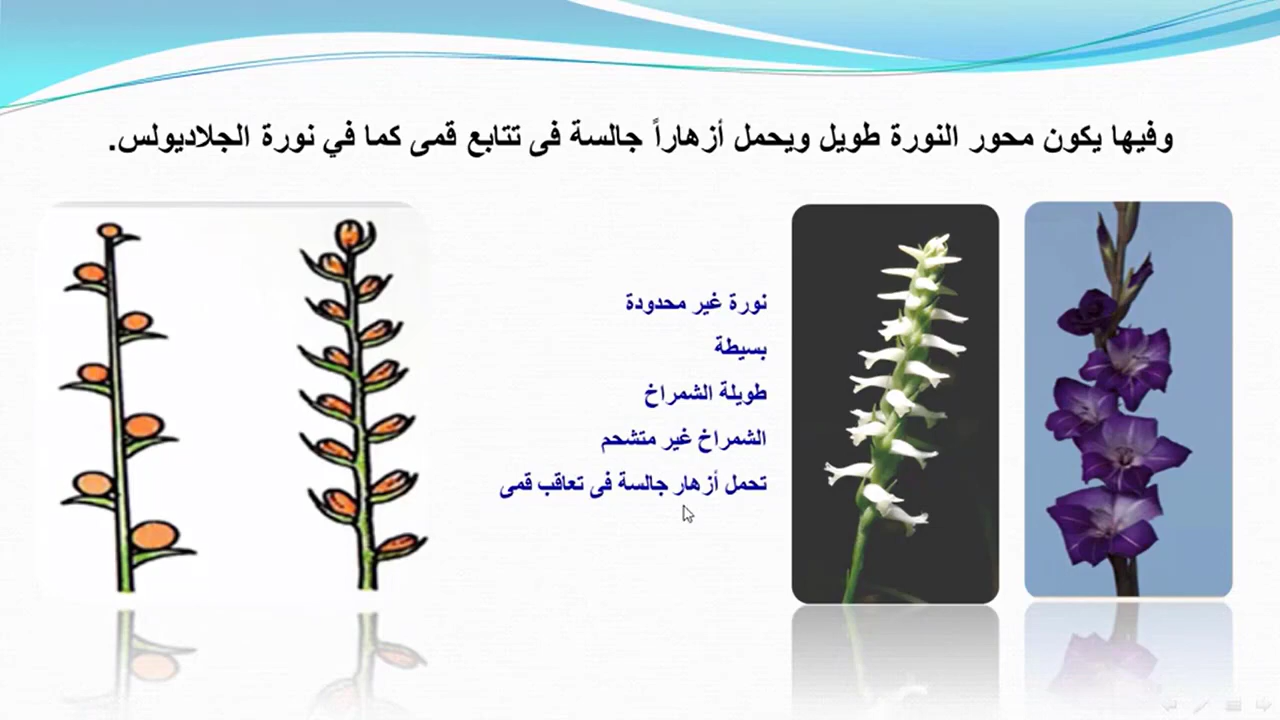 وفيها يكون محور النورة طويل ويحمل أزهاراً جالسة فى تتابع قمى كما في نورة الجلاديولس.
نورة غير محدودة
بسيطة
طويلة الشمراخ
الشمراخ غير متشحم
تحمل أزهار جالسة فى تعاقب قمى